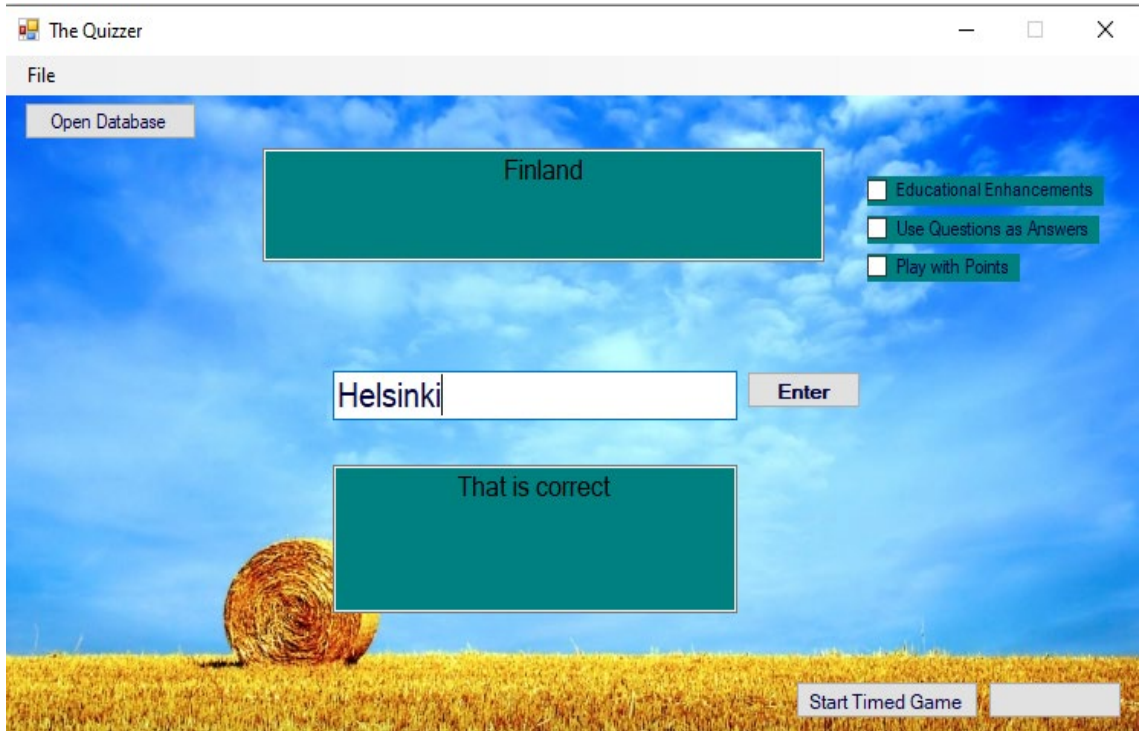 The Quizzer
File
Open Database
Finland
Educational Enhancements
Use Questions as Answers
Play with Points
Helsinki
Enter
That is correct
Start Timed Game